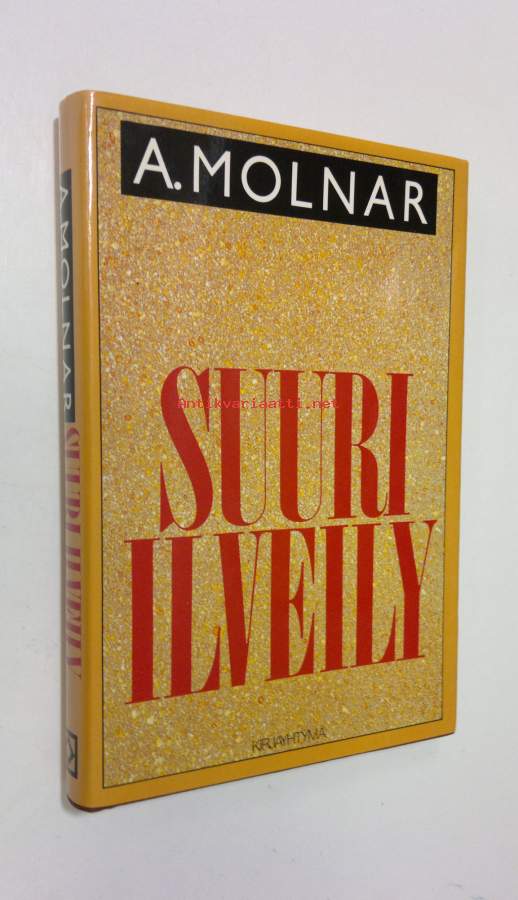 A. MOLNAR
SUURI
ILVEILY
KIRJAYHTYMÄ
A. MOLNAR
SUURI ILVEILY
K
Antikvariaatti.net